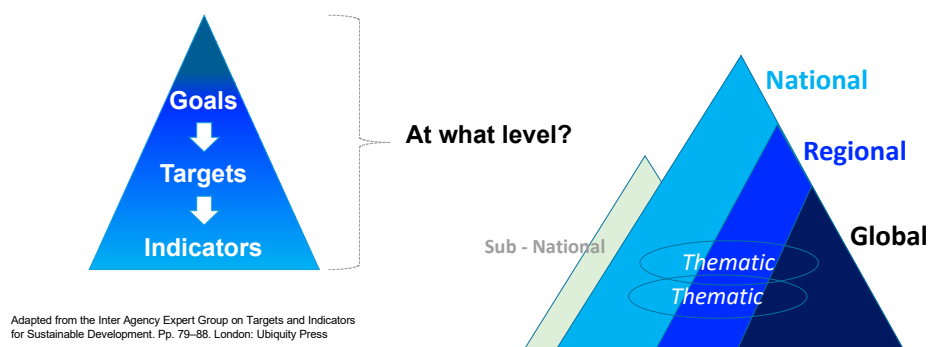 Goals
Targets
Indicators
At what level?
National
Regional
Global
Sub - National
Thematic
Thematic
Adapted from the Inter Agency Expert Group on Targets and Indicators
for Sustainable Development. Pp. 79–88. London: Ubiquity Press